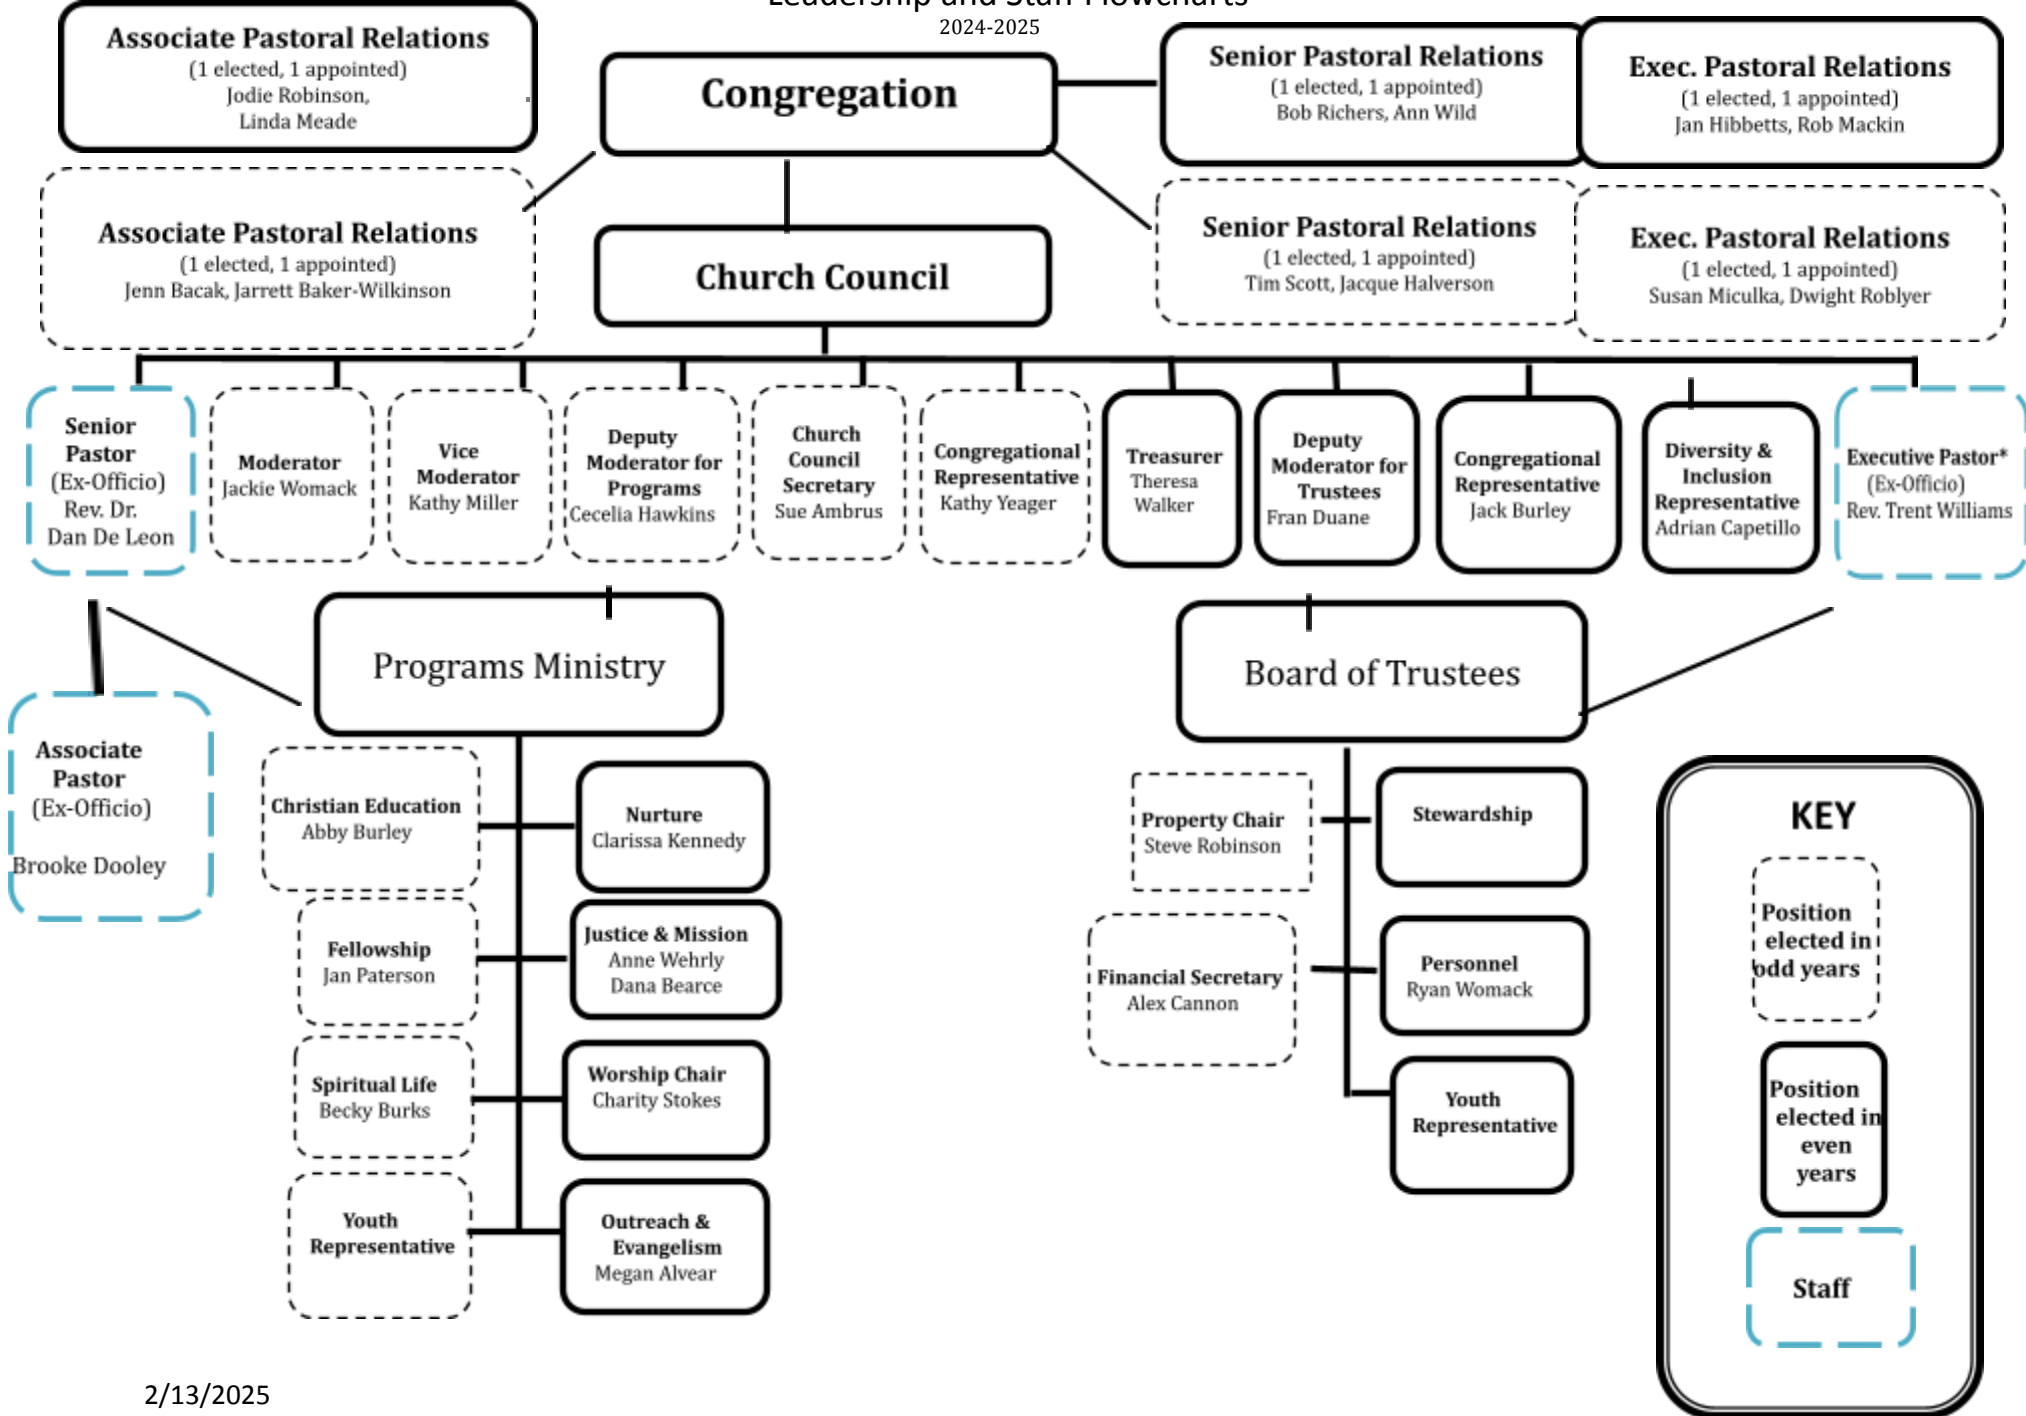 Leadership and Staff Flowcharts
2024-2025
Associate Pastoral Relations
(1 elected, 1 appointed)
Jodie Robinson,
Linda Meade
Congregation
Senior Pastoral Relations
(1 elected, 1 appointed)
Bob Richers, Ann Wild
Exec. Pastoral Relations
(1 elected, 1 appointed)
Jan Hibbetts, Rob Mackin
Associate Pastoral Relations
(1 elected, 1 appointed)
Jenn Bacak, Jarrett Baker-Wilkinson
Church Council
Senior Pastoral Relations
(1 elected, 1 appointed)
Tim Scott, Jacque Halverson
Exec. Pastoral Relations
(1 elected, 1 appointed)
Susan Miculka, Dwight Roblyer
Senior
Pastor
(Ex-Officio)
Rev. Dr.
Dan De Leon
Moderator
Jackie Womack
Vice
Moderator
Kathy Miller
Deputy
Moderator for
Programs
Cecelia Hawkins
Church
Council
Secretary
Sue Ambrus
Congregational
Representative
Kathy Yeager
Treasurer
Theresa
Walker
Deputy
Moderator for
Trustees
Fran Duane
Congregational
Representative
Jack Burley
Diversity &
Inclusion
Representative
Adrian Capetillo
Executive Pastor*
(Ex-Officio)
Rev. Trent Williams
Programs Ministry
Board of Trustees
Associate
Pastor
(Ex-Officio)
Brooke Dooley
Christian Education
Abby Burley
Nurture
Clarissa Kennedy
Fellowship
Jan Paterson
Justice & Mission
Anne Wehrly
Dana Bearce
Spiritual Life
Becky Burks
Worship Chair
Charity Stokes
Youth
Representative
Outreach &
Evangelism
Megan Alvear
Property Chair
Steve Robinson
Stewardship
Financial Secretary
Alex Cannon
Personnel
Ryan Womack
Youth
Representative
KEY
Position
elected in
odd years
Position
elected in
even
years
Staff
2/13/2025